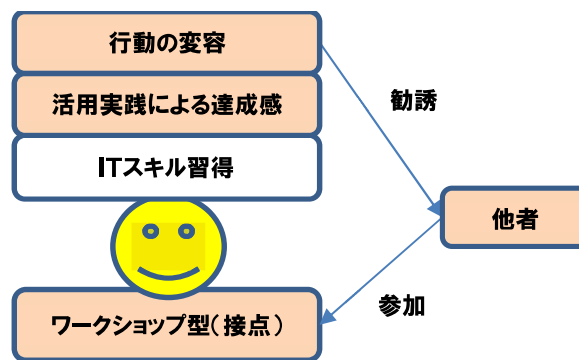 行動の変容
勧誘
活用実践による達成感
ITスキル習得
他者
参加
ワークショップ型(接点)